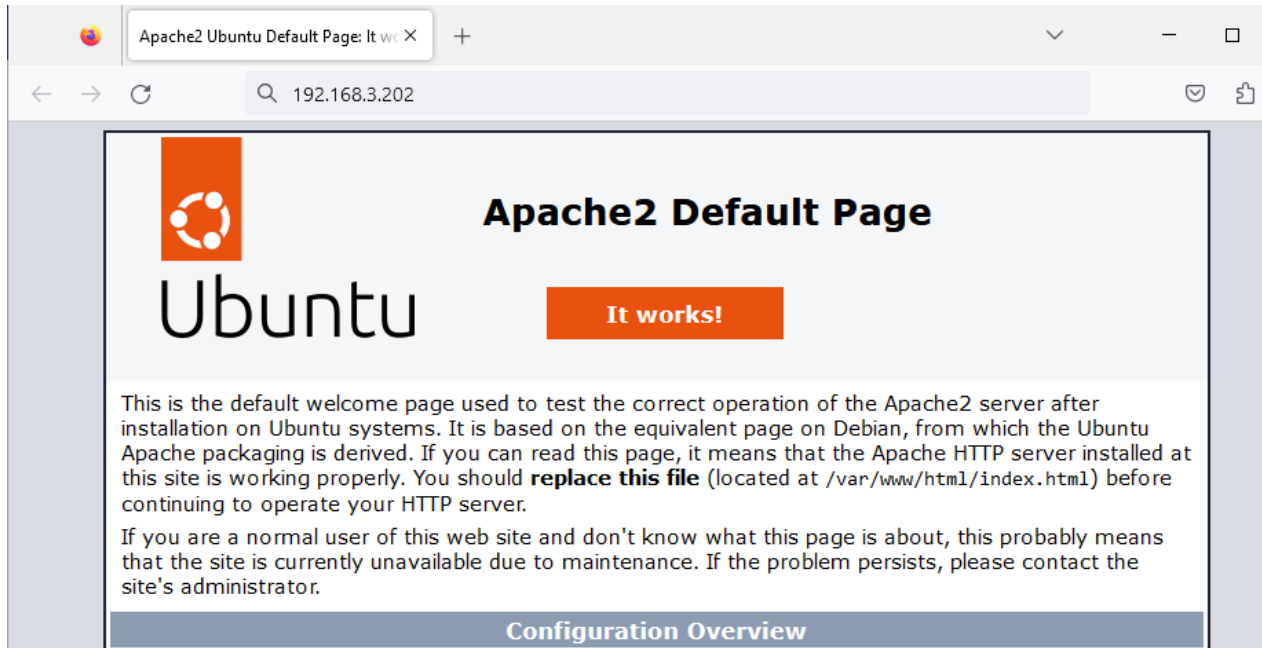 Apache2 Ubuntu Default Page: It wo
192.168.3.202
Apache2 Default Page
Ubuntu
It works!
This is the default welcome page used to test the correct operation of the Apache2 server after
installation on Ubuntu systems. It is based on the equivalent page on Debian, from which the Ubuntu
Apache packaging is derived. If you can read this page, it means that the Apache HTTP server installed at
this site is working properly. You should replace this file (located at /var/www/html/index.html) before
continuing to operate your HTTP server.
If you are a normal user of this web site and don't know what this page is about, this probably means
that the site is currently unavailable due to maintenance. If the problem persists, please contact the
site's administrator.
Configuration Overview